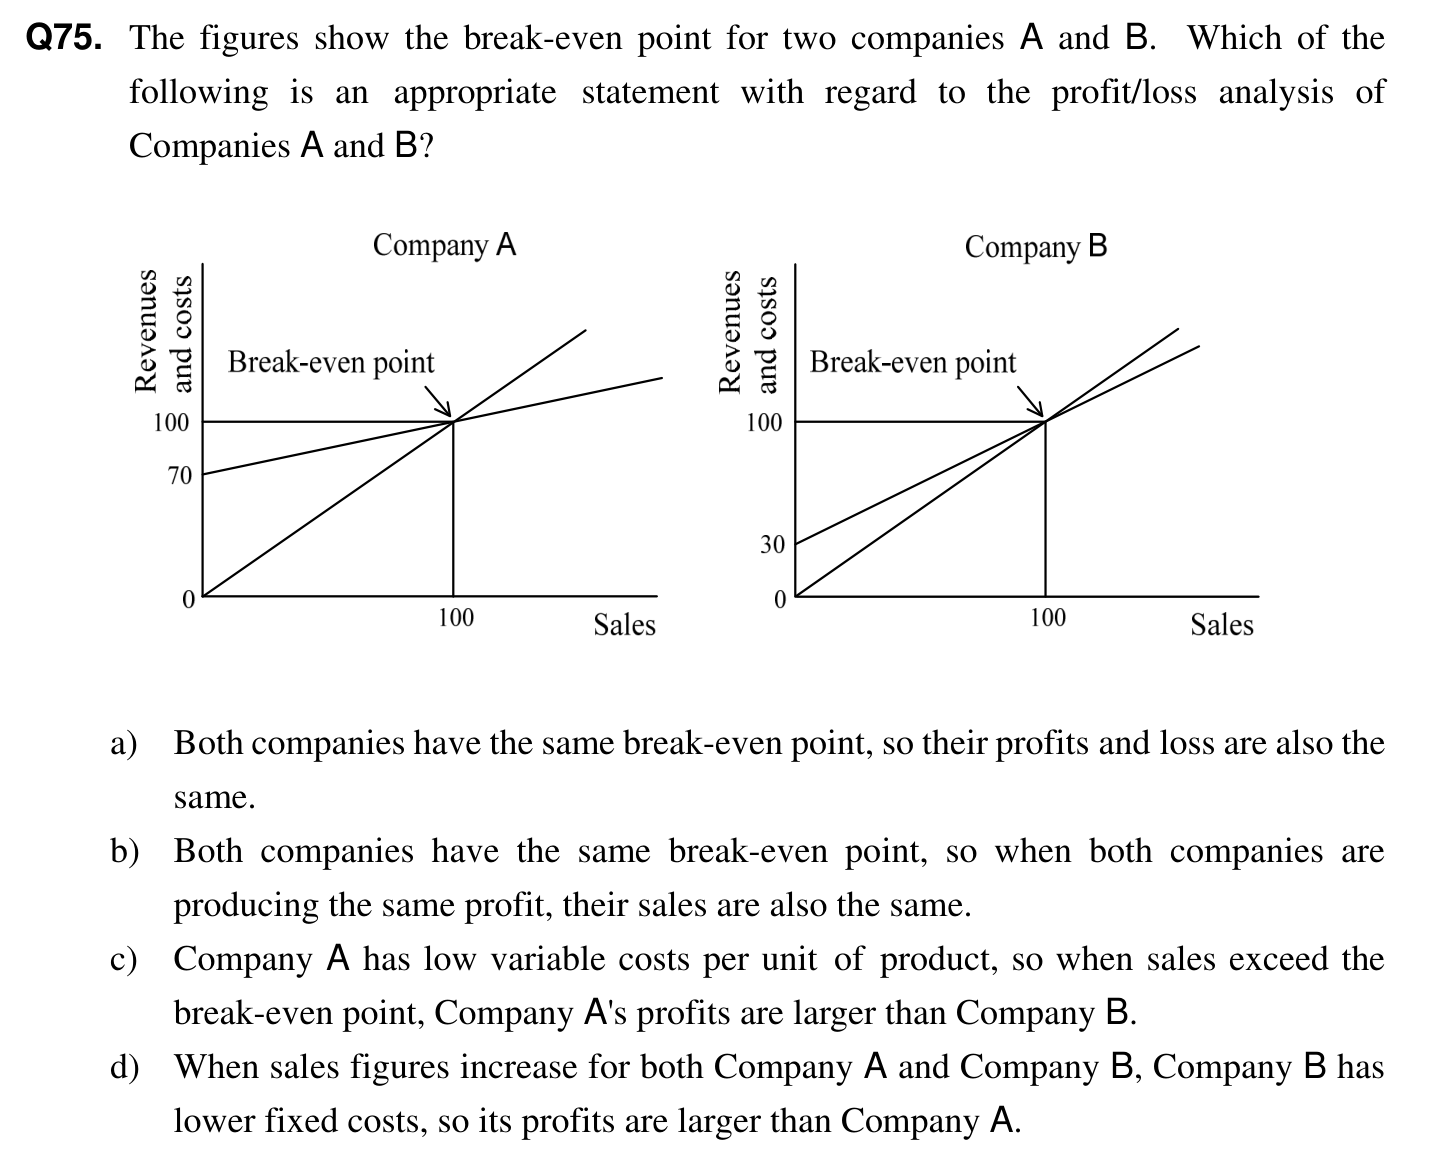 Q75. The figures show the break-even point for two companies A and B. Which of the
following is an appropriate statement with regard to the profit/loss analysis of
Companies A and B?
Company A
Revenues
and costs
Break-even point
100
70
0
100
Sales
Company B
Revenues
and costs
Break-even point
100
30
0
100
Sales
a) Both companies have the same break-even point, so their profits and loss are also the
same.
b) Both companies have the same break-even point, so when both companies are
producing the same profit, their sales are also the same.
c) Company A has low variable costs per unit of product, so when sales exceed the
break-even point, Company A's profits are larger than Company B.
d) When sales figures increase for both Company A and Company B, Company B has
lower fixed costs, so its profits are larger than Company A.